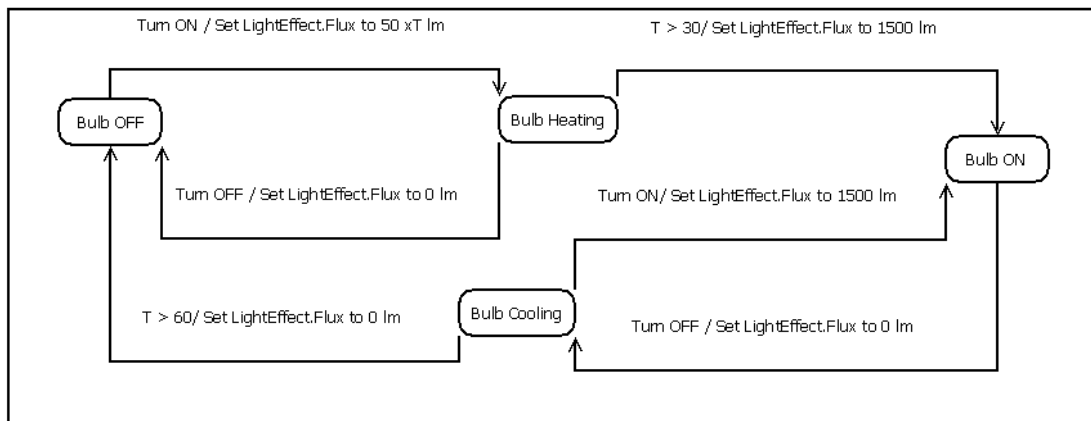 Turn ON / Set LightEffect.Flux to 50 xT lm
T > 30/ Set LightEffect.Flux to 1500 lm
Bulb OFF
Bulb Heating
Bulb ON
Turn OFF / Set LightEffect.Flux to 0 lm
Turn ON/ Set LightEffect.Flux to 1500 lm
Bulb Cooling
T > 60/ Set LightEffect.Flux to 0 lm
Turn OFF / Set LightEffect.Flux to 0 lm